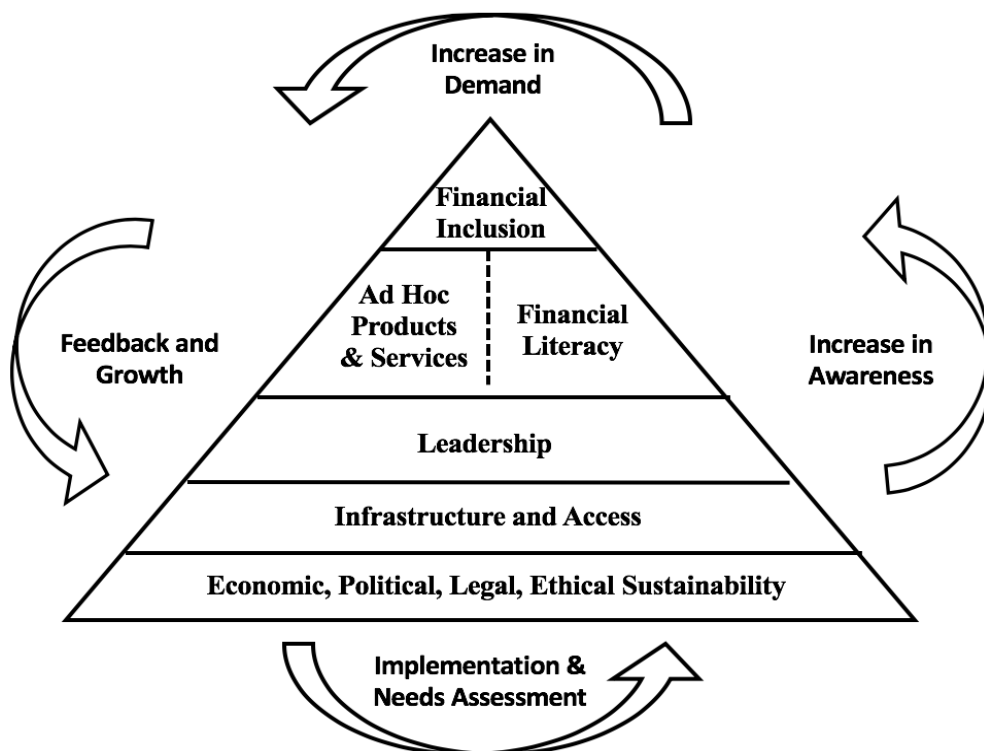 Increase in
Demand
Financial
Inclusion
Ad Hoc
Products
& Services
Financial
Literacy
Feedback and
Growth
Increase in
Awareness
Leadership
Infrastructure and Access
Economic, Political, Legal, Ethical Sustainability
Implementation &
Needs Assessment